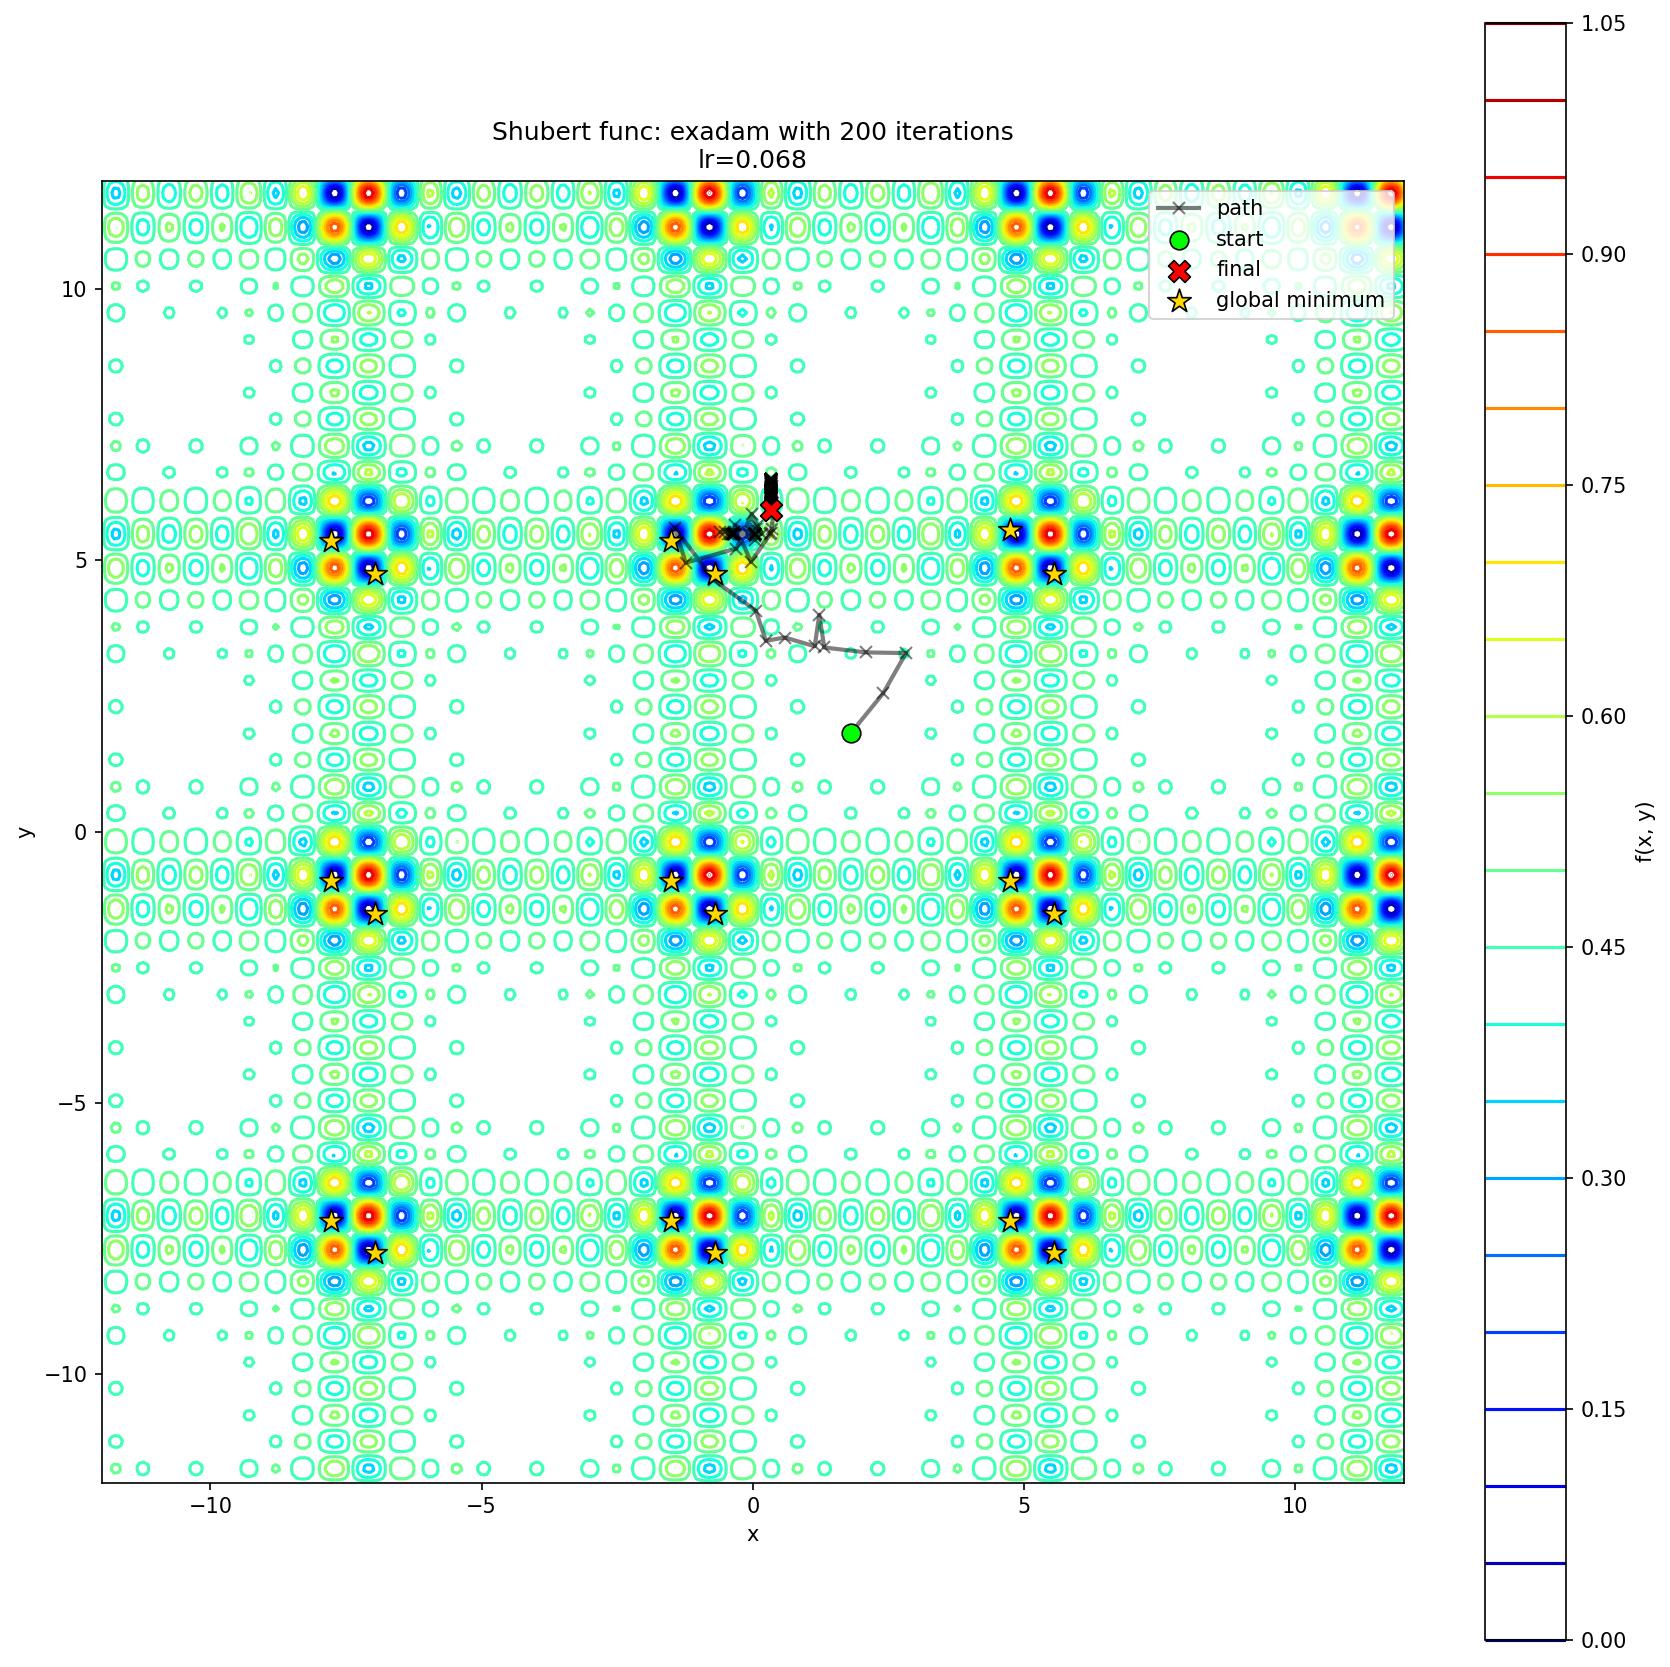 Shubert func: exadam with 200 iterations
lr=0.068
path
start
final
global minimum
10
5
0
−5
−10
y
−10
−5
0
5
10
x
1.05
0.90
0.75
0.60
0.45
0.30
0.15
0.00
f(x, y)